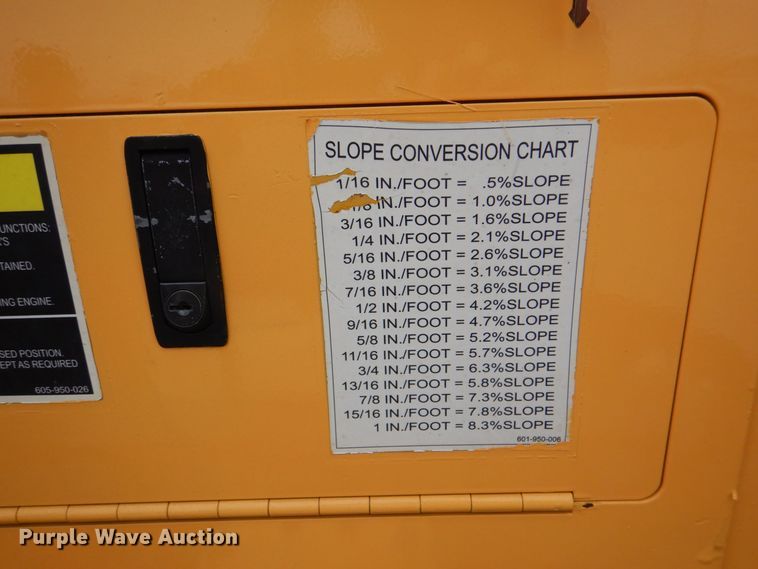 SLOPE CONVERSION CHART
1/16 IN./FOOT = .5%SLOPE
1/8 IN./FOOT = 1.0%SLOPE
3/16 IN./FOOT = 1.6%SLOPE
1/4 IN./FOOT = 2.1%SLOPE
5/16 IN./FOOT = 2.6%SLOPE
3/8 IN./FOOT = 3.1%SLOPE
7/16 IN./FOOT = 3.6%SLOPE
1/2 IN./FOOT = 4.2%SLOPE
9/16 IN./FOOT = 4.7%SLOPE
5/8 IN./FOOT = 5.2%SLOPE
11/16 IN./FOOT = 5.7%SLOPE
3/4 IN./FOOT = 6.3%SLOPE
13/16 IN./FOOT = 5.8%SLOPE
7/8 IN./FOOT = 7.3%SLOPE
15/16 IN./FOOT = 7.8%SLOPE
1 IN./FOOT = 8.3%SLOPE
601-950-006
ENGINE.
POSITION.
AS REQUIRED
605-950-026
Purple Wave Auction